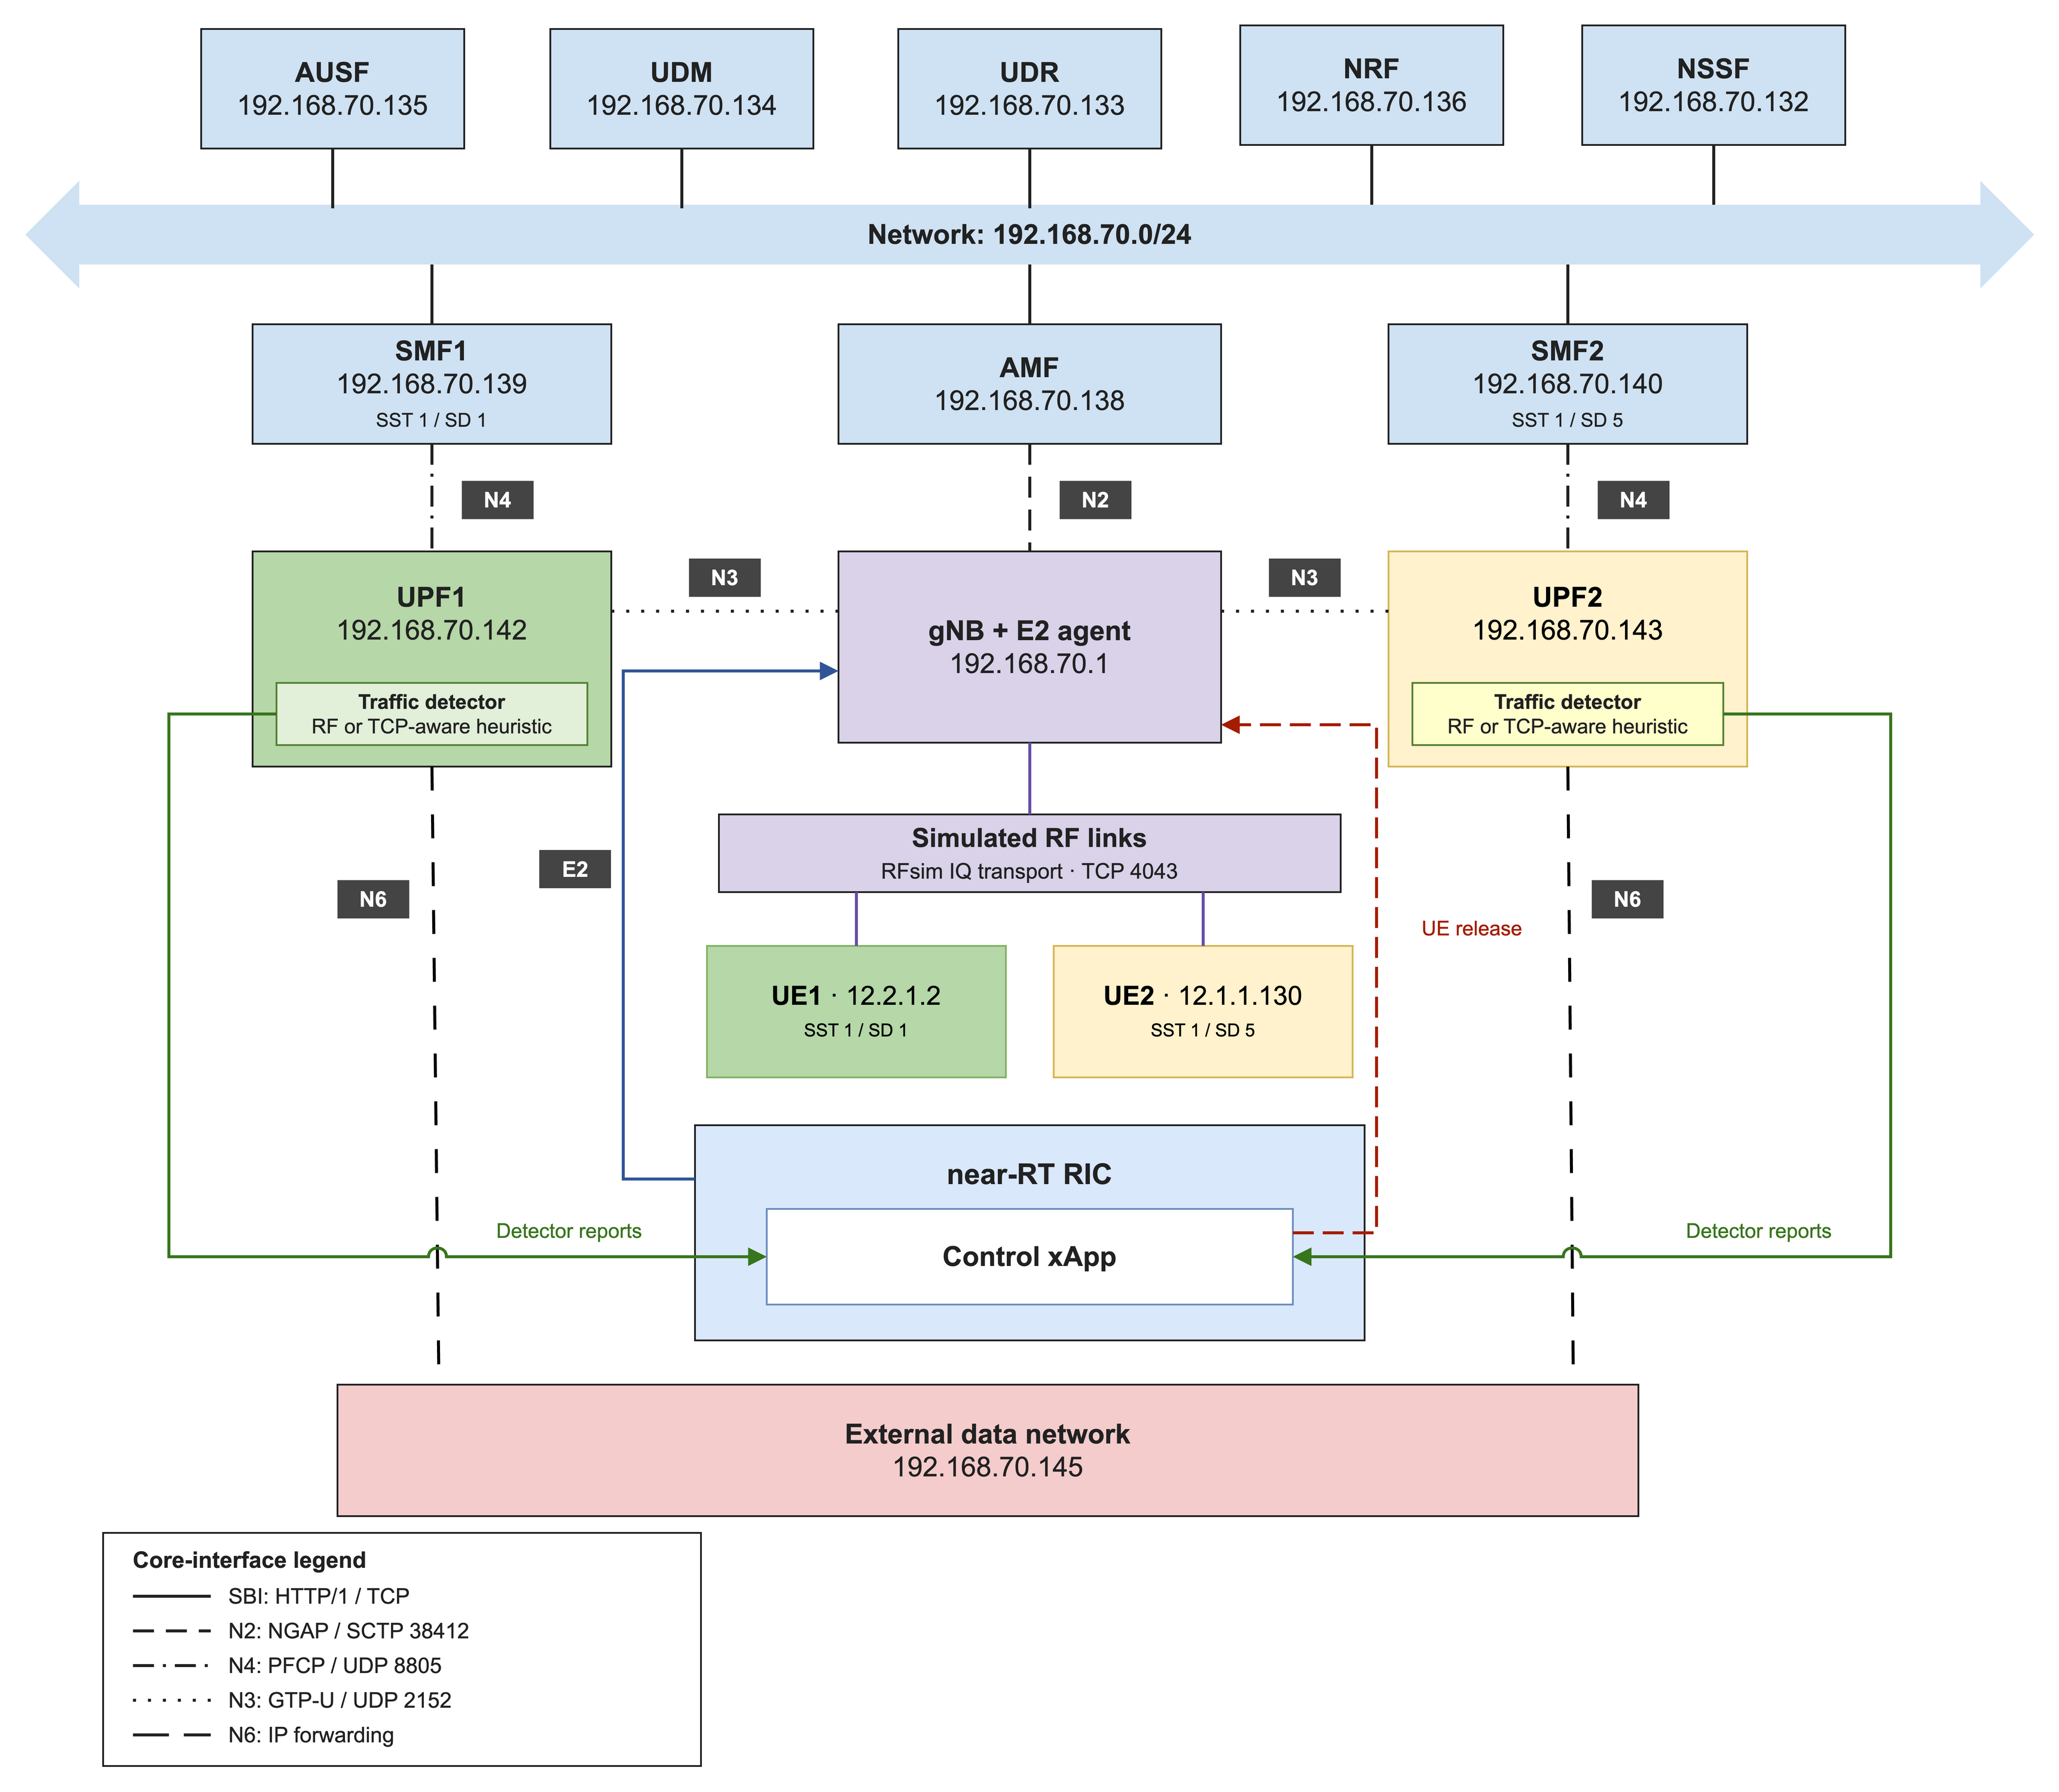 AUSF
192.168.70.135
UDM
192.168.70.134
UDR
192.168.70.133
NRF
192.168.70.136
NSSF
192.168.70.132
Network: 192.168.70.0/24
SMF1
192.168.70.139
SST 1 / SD 1
AMF
192.168.70.138
SMF2
192.168.70.140
SST 1 / SD 5
N4
N2
N4
UPF1
192.168.70.142
Traffic detector
RF or TCP-aware heuristic
N3
gNB + E2 agent
192.168.70.1
N3
UPF2
192.168.70.143
Traffic detector
RF or TCP-aware heuristic
Simulated RF links
RFsim IQ transport · TCP 4043
E2
N6
UE release
N6
UE1 · 12.2.1.2
SST 1 / SD 1
UE2 · 12.1.1.130
SST 1 / SD 5
near-RT RIC
Detector reports
Control xApp
Detector reports
External data network
192.168.70.145
Core-interface legend
SBI: HTTP/1 / TCP
N2: NGAP / SCTP 38412
N4: PFCP / UDP 8805
N3: GTP-U / UDP 2152
N6: IP forwarding